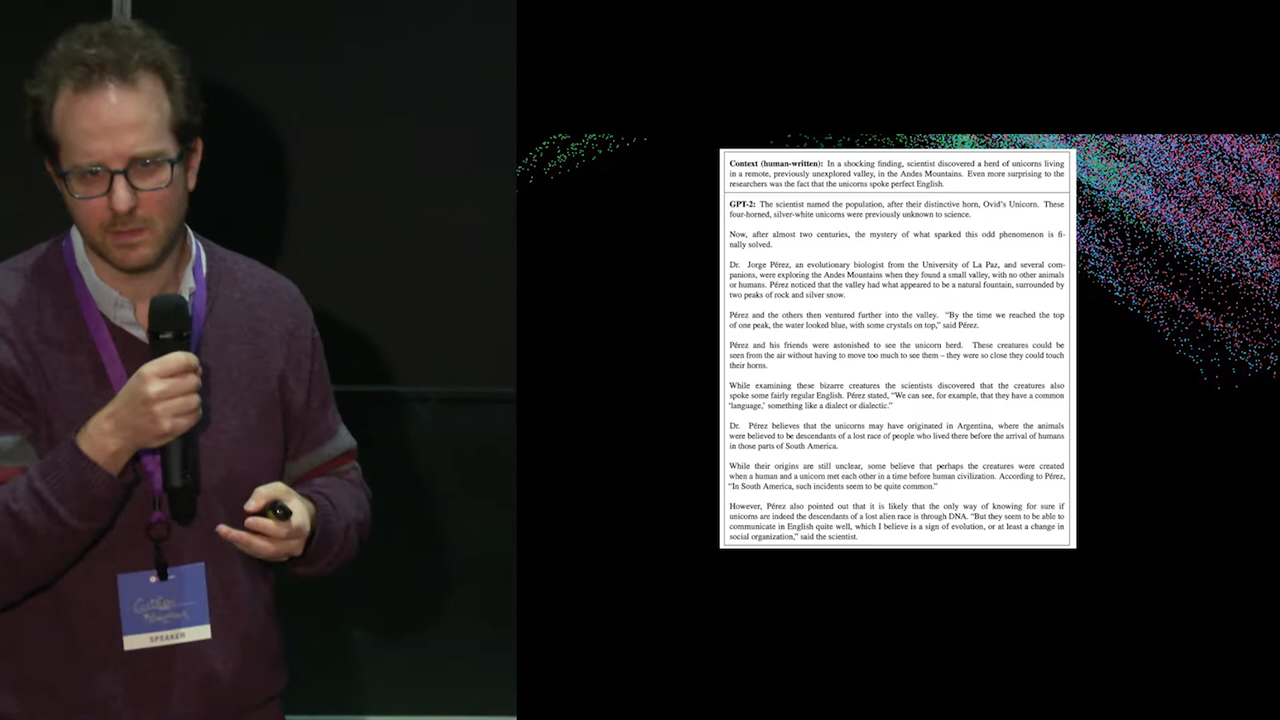 Context (human-written): In a shocking finding, scientist discovered a herd of unicorns living
in a remote, previously unexplored valley, in the Andes Mountains. Even more surprising to the
researchers was the fact that the unicorns spoke perfect English.
GPT-2: The scientist named the population, after their distinctive horn, Ovid's Unicorn. These
four-horned, silver-white unicorns were previously unknown to science.
Now, after almost two centuries, the mystery of what sparked this odd phenomenon is fi-
nally solved.
Dr. Jorge Pérez, an evolutionary biologist from the University of La Paz, and several com-
panions, were exploring the Andes Mountains when they found a small valley, with no other animals
or humans. Pérez noticed that the valley had what appeared to be a natural fountain, surrounded by
two peaks of rock and silver snow.
Pérez and the others then ventured further into the valley. "By the time we reached the top
of one peak, the water looked blue, with some crystals on top," said Pérez.
Pérez and his friends were astonished to see the unicorn herd. These creatures could be
seen from the air without having to move too much to see them – they were so close they could touch
their horns.
While examining these bizarre creatures the scientists discovered that the creatures also
spoke some fairly regular English. Pérez stated, "We can see, for example, that they have a common
'language,' something like a dialect or dialectic."
Dr. Pérez believes that the unicorns may have originated in Argentina, where the animals
were believed to be descendants of a lost race of people who lived there before the arrival of humans
in those parts of South America.
While their origins are still unclear, some believe that perhaps the creatures were created
when a human and a unicorn met each other in a time before human civilization. According to Pérez,
"In South America, such incidents seem to be quite common."
However, Pérez also pointed out that it is likely that the only way of knowing for sure if
unicorns are indeed the descendants of a lost alien race is through DNA. "But they seem to be able to
communicate in English quite well, which I believe is a sign of evolution, or at least a change in
social organization," said the scientist.
SPEAKER